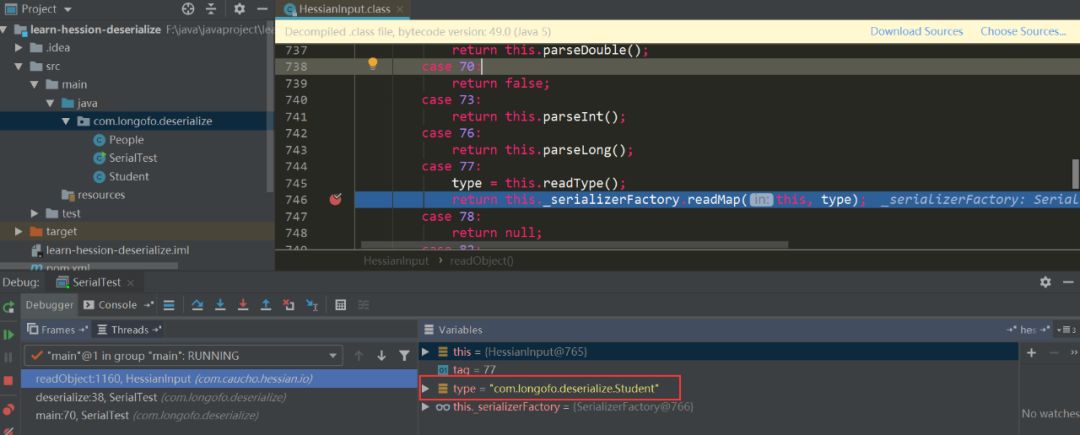 Project
HessianInput.class
learn-hession-deserialize F:\java\javaproject\lea
Decompiled .class file, bytecode version: 49.0 (Java 5) Download Sources Choose Sources...
.idea
src
main
java
com.longofo.deserialize
People
SerialTest
Student
resources
test
target
learn-hession-deserialize.iml
pom.xml
737 return this.parseDouble();
738 case 70:
739 return false;
740 case 73:
741 return this.parseInt();
742 case 76:
743 return this.parseLong();
744 case 77:
745 type = this.readType();
746 return this._serializerFactory.readMap( in: this, type); _serializerFactory: Serial
747 case 78:
748 return null;
749 case 82:
HessianInput readObject()
Debug: SerialTest
Debugger Console
Frames Threads Variables hes 3
"main"@1 in group "main": RUNNING
readObject:1160, HessianInput (com.caucho.hessian.io)
deserialize:38, SerialTest (com.longofo.deserialize)
main:70, SerialTest (com.longofo.deserialize)
this = {HessianInput@765}
01 tag = 77
type = "com.longofo.deserialize.Student"
this._serializerFactory = {SerializerFactory@766}
No watches